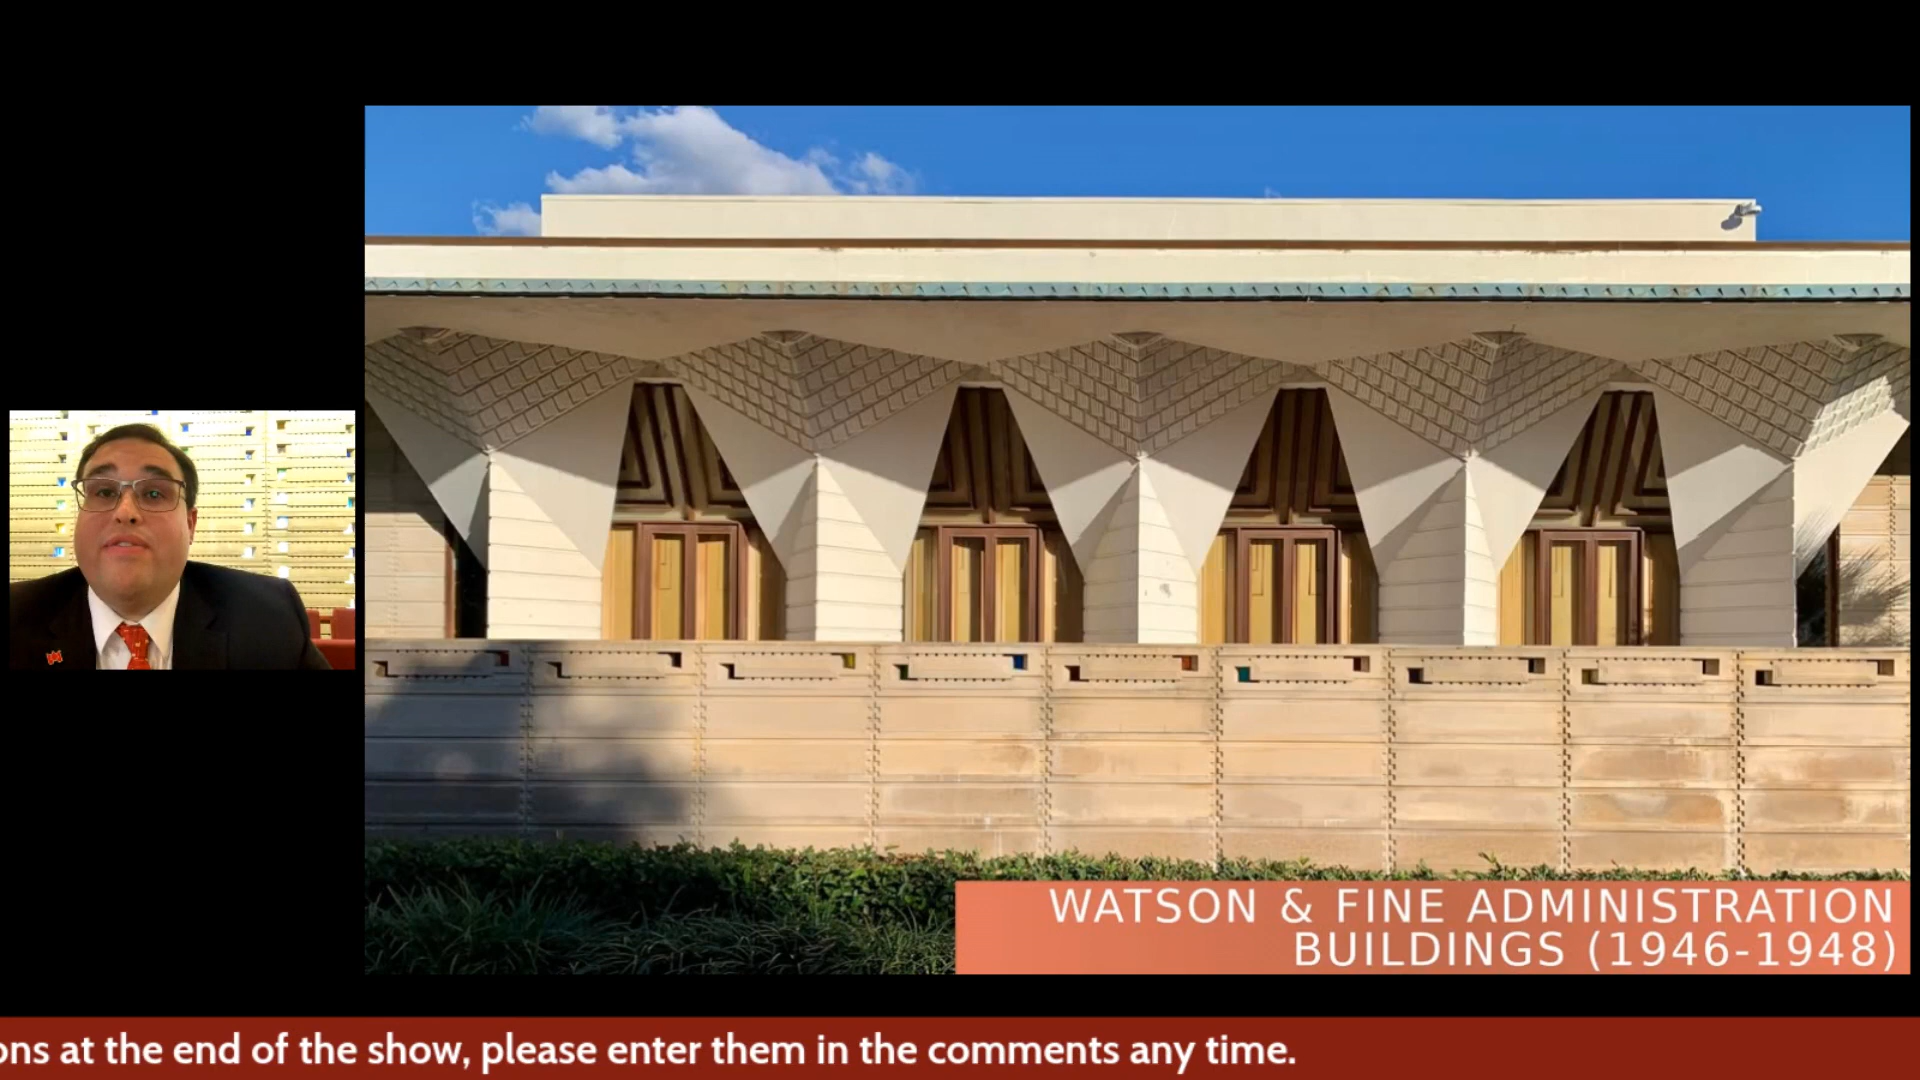 WATSON & FINE ADMINISTRATION
BUILDINGS (1946-1948)
ons at the end of the show, please enter them in the comments any time.